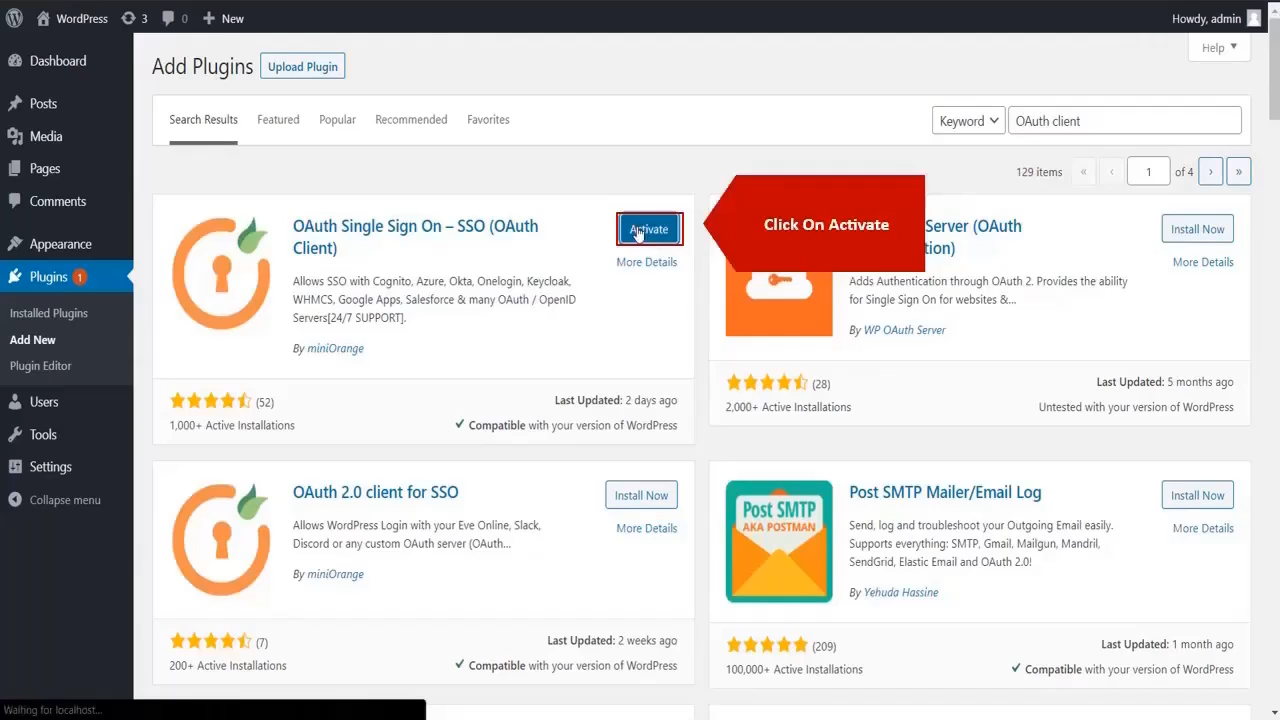 WordPress 3 0 New Howdy, admin
Dashboard
Posts
Media
Pages
Comments
Appearance
Plugins 1
Installed Plugins
Add New
Plugin Editor
Users
Tools
Settings
Collapse menu
Help
Add Plugins Upload Plugin
Search Results Featured Popular Recommended Favorites Keyword OAuth client
129 items « ‹ 1 of 4 › »
OAuth Single Sign On – SSO (OAuth
Client)
Activate
More Details
Allows SSO with Cognito, Azure, Okta, Onelogin, Keycloak,
WHMCS, Google Apps, Salesforce & many OAuth / OpenID
Servers[24/7 SUPPORT].
By miniOrange
(52) Last Updated: 2 days ago
1,000+ Active Installations Compatible with your version of WordPress
Click On Activate
Server (OAuth
Install Now
More Details
Adds Authentication through OAuth 2. Provides the ability
for Single Sign On for websites &...
By WP OAuth Server
(28) Last Updated: 5 months ago
2,000+ Active Installations Untested with your version of WordPress
OAuth 2.0 client for SSO
Install Now
More Details
Allows WordPress Login with your Eve Online, Slack,
Discord or any custom OAuth server (OAuth...
By miniOrange
(7) Last Updated: 2 weeks ago
200+ Active Installations Compatible with your version of WordPress
Post SMTP
AKA POSTMAN
Post SMTP Mailer/Email Log
Install Now
More Details
Send, log and troubleshoot your Outgoing Email easily.
Supports everything: SMTP, Gmail, Mailgun, Mandril,
SendGrid, Elastic Email and OAuth 2.0!
By Yehuda Hassine
(209) Last Updated: 1 month ago
100,000+ Active Installations Compatible with your version of WordPress
Waiting for localhost...